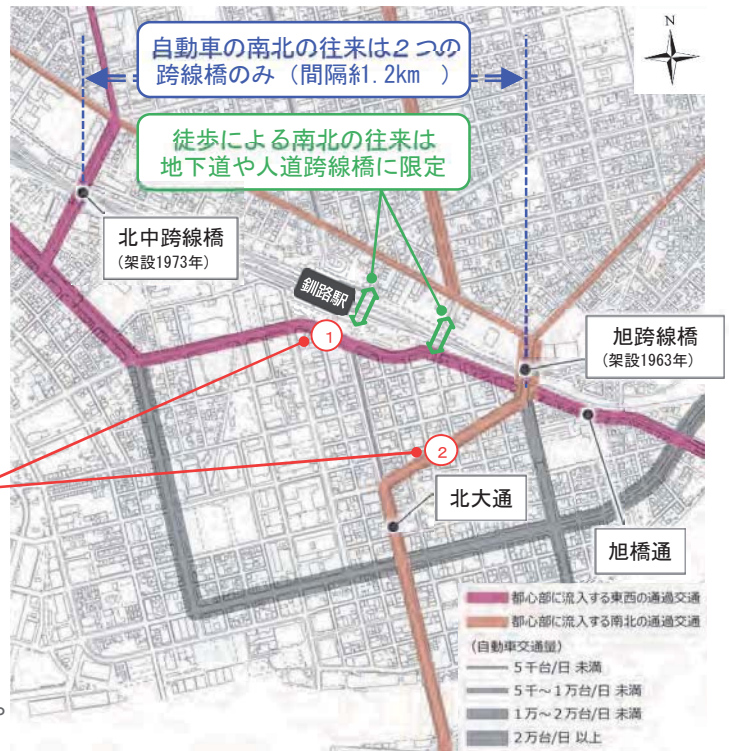 N
自動車の南北の往来は２つの
跨線橋のみ（間隔約1.2km ）
徒歩による南北の往来は
地下道や人道跨線橋に限定
北中跨線橋
(架設1973年)
釧路駅
1
旭跨線橋
(架設1963年)
2
北大通
旭橋通
都心部に流入する東西の通過交通
都心部に流入する南北の通過交通
（自動車交通量）
５千台/日 未満
５千～１万台/日 未満
１万～２万台/日 未満
２万台/日 以上
。